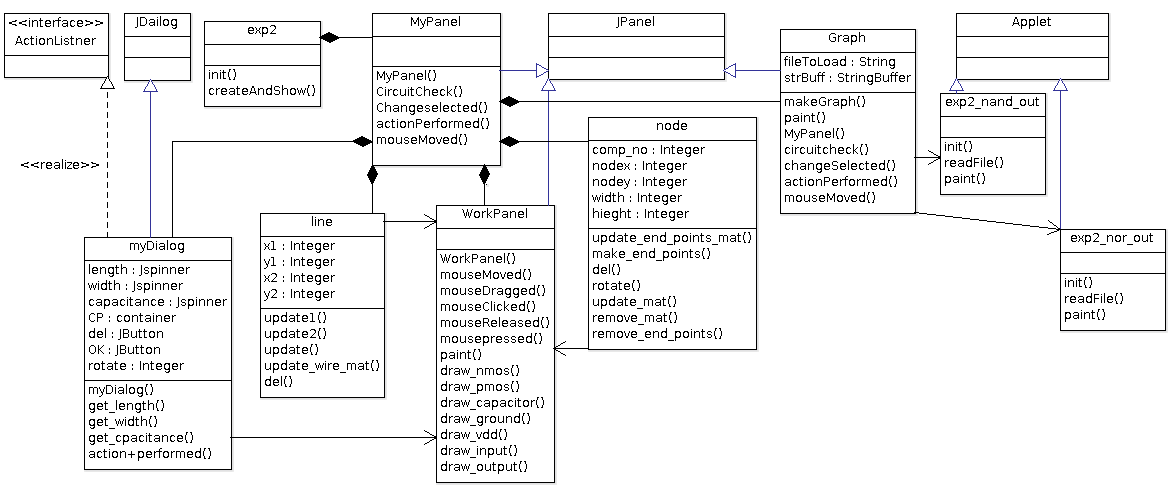 <<interface>>
ActionListner
JDailog
exp2
init()
createAndShow()
MyPanel
MyPanel()
CircuitCheck()
Changeselected()
actionPerformed()
mouseMoved()
JPanel
Graph
fileToLoad : String
strBuff : StringBuffer
makeGraph()
paint()
MyPanel()
circuitcheck()
changeSelected()
actionPerformed()
mouseMoved()
Applet
exp2_nand_out
init()
readFile()
paint()
exp2_nor_out
init()
readFile()
paint()
<<realize>>
node
comp_no : Integer
nodex : Integer
nodey : Integer
width : Integer
hieght : Integer
update_end_points_mat()
make_end_points()
del()
rotate()
update_mat()
remove_mat()
remove_end_points()
line
x1 : Integer
y1 : Integer
x2 : Integer
y2 : Integer
update1()
update2()
update()
update_wire_mat()
del()
WorkPanel
WorkPanel()
mouseMoved()
mouseDragged()
mouseClicked()
mouseReleased()
mousepressed()
paint()
draw_nmos()
draw_pmos()
draw_capacitor()
draw_ground()
draw_vdd()
draw_input()
draw_output()
myDialog
length : Jspinner
width : Jspinner
capacitance : Jspinner
CP : container
del : JButton
OK : JButton
rotate : Integer
myDialog()
get_length()
get_width()
get_cpacitance()
action+performed()